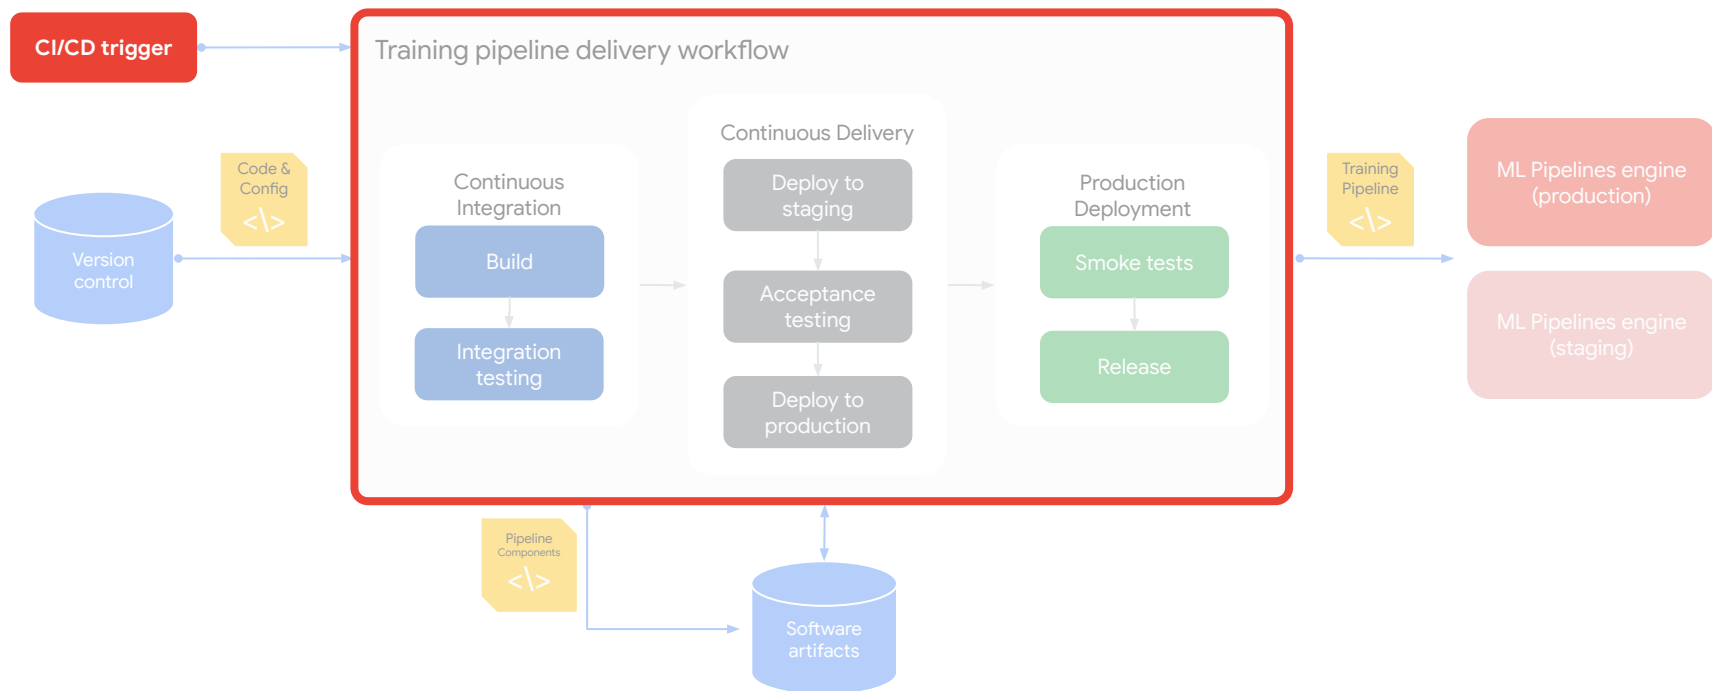 CI/CD trigger
Training pipeline delivery workflow
Code &
Config
</>
Version
control
Continuous
Integration
Build
Integration
testing
Continuous Delivery
Deploy to
staging
Acceptance
testing
Deploy to
production
Production
Deployment
Smoke tests
Release
Training
Pipeline
</>
ML Pipelines engine
(production)
ML Pipelines engine
(staging)
Pipeline
Components
</>
Software
artifacts